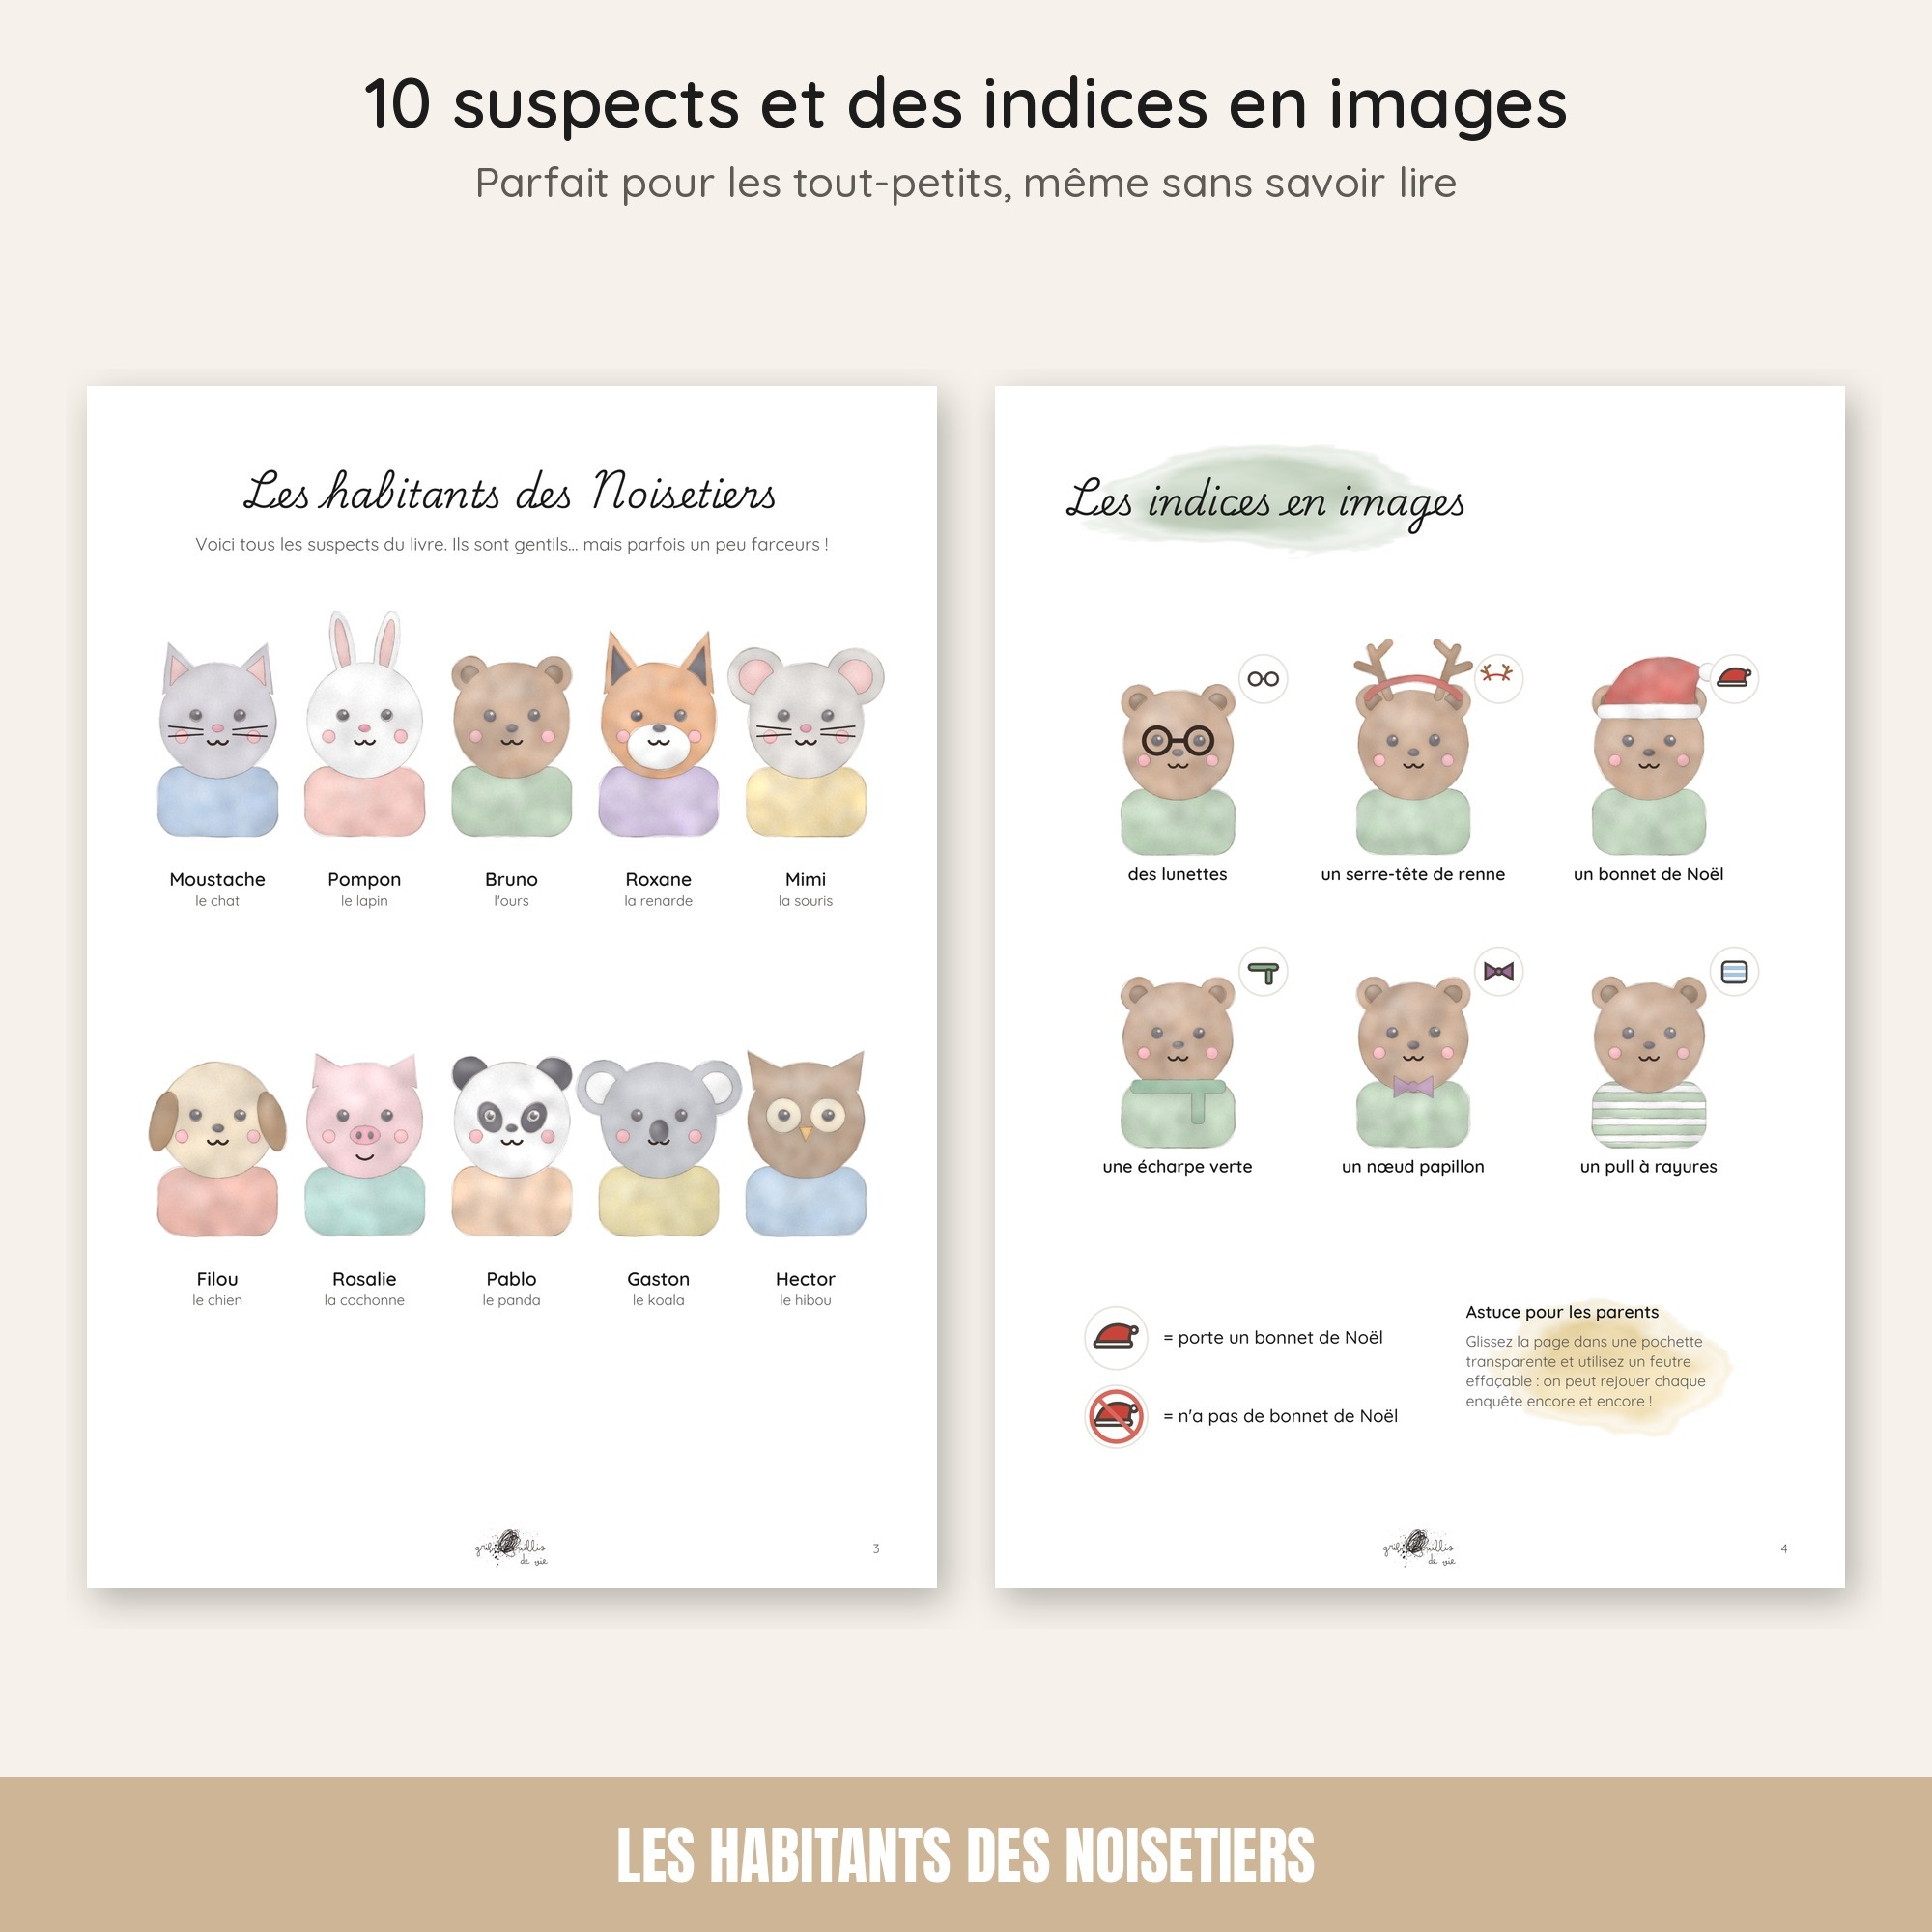 10 suspects et des indices en images
Parfait pour les tout-petits, même sans savoir lire
Les habitants des Noisetiers
Voici tous les suspects du livre. Ils sont gentils... mais parfois un peu farceurs !
Moustache
le chat
Pompon
le lapin
Bruno
l'ours
Roxane
la renarde
Mimi
la souris
Filou
le chien
Rosalie
la cochonne
Pablo
le panda
Gaston
le koala
Hector
le hibou
de vie
3
Les indices en images
des lunettes
un serre-tête de renne
un bonnet de Noël
une écharpe verte
un nœud papillon
un pull à rayures
= porte un bonnet de Noël
= n'a pas de bonnet de Noël
Astuce pour les parents
Glissez la page dans une pochette
transparente et utilisez un feutre
effaçable : on peut rejouer chaque
enquête encore et encore !
de vie
4
LES HABITANTS DES NOISETIERS